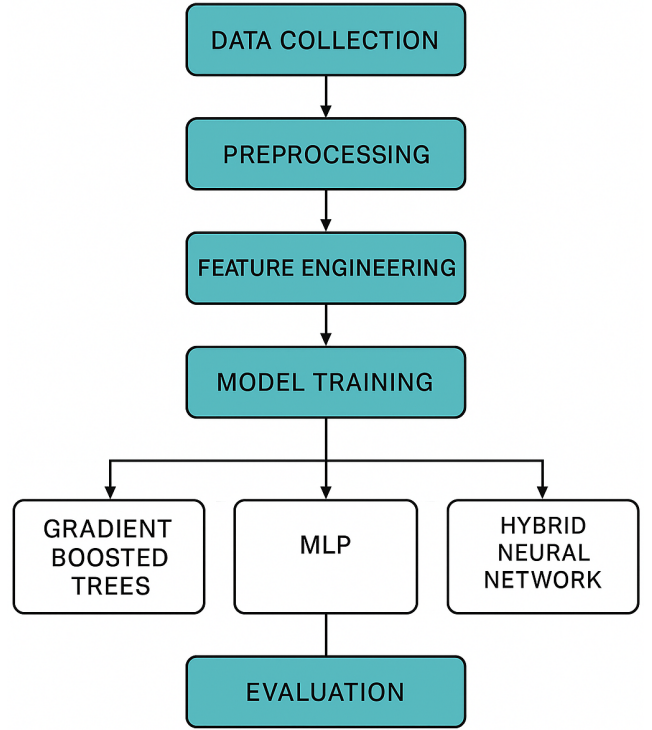 DATA COLLECTION
PREPROCESSING
FEATURE ENGINEERING
MODEL TRAINING
GRADIENT
BOOSTED
TREES
MLP
HYBRID
NEURAL
NETWORK
EVALUATION